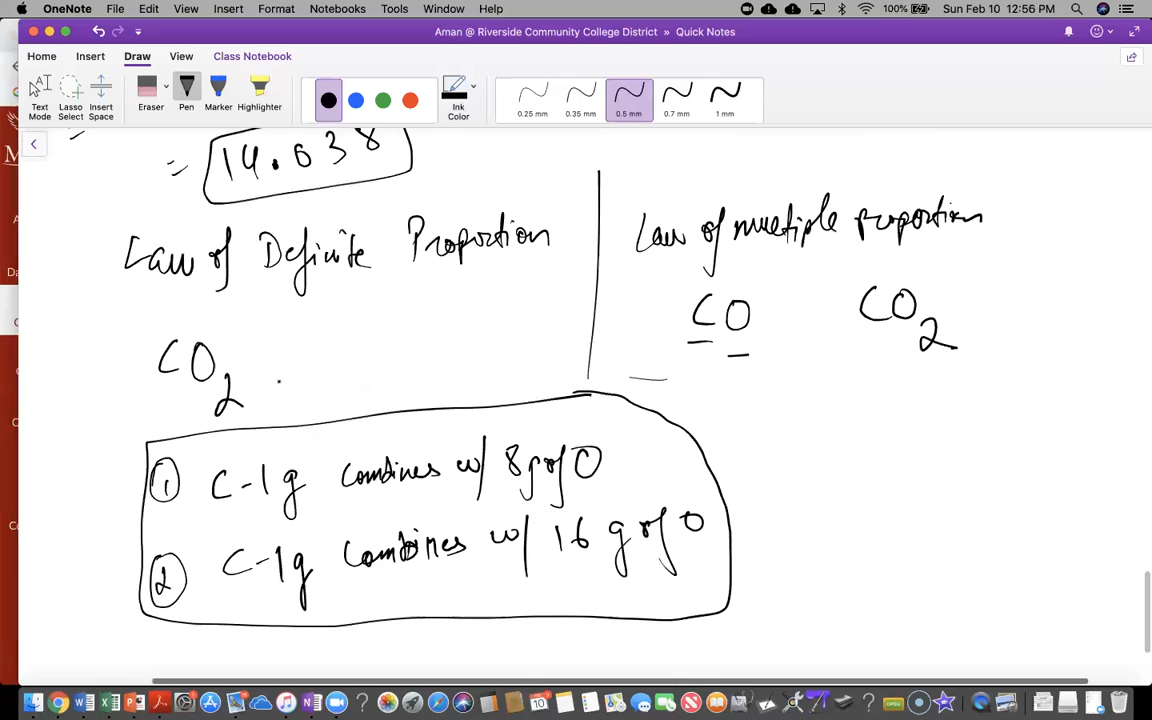 OneNote File Edit View Insert Format Notebooks Tools Window Help 100% Sun Feb 10 12:56 PM
Aman @ Riverside Community College District » Quick Notes
Home Insert Draw View Class Notebook
Text Mode Lasso Select Insert Space Eraser Pen Marker Highlighter Ink Color 0.25 mm 0.35 mm 0.5 mm 0.7 mm 1 mm
= 14.038
Law of Definite Proportion
Law of multiple proportion
CO CO2
CO2
① C-1g combines w/ 8g of O
② C-1g combines w/ 16 g of O